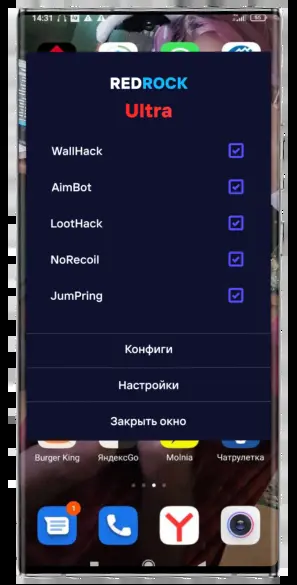 14:31
REDROCK
Ultra
WallHack
AimBot
LootHack
NoRecoil
JumPring
Конфиги
Настройки
Закрыть окно
Burger King ЯндексGo Molnia Чатрулетка
1